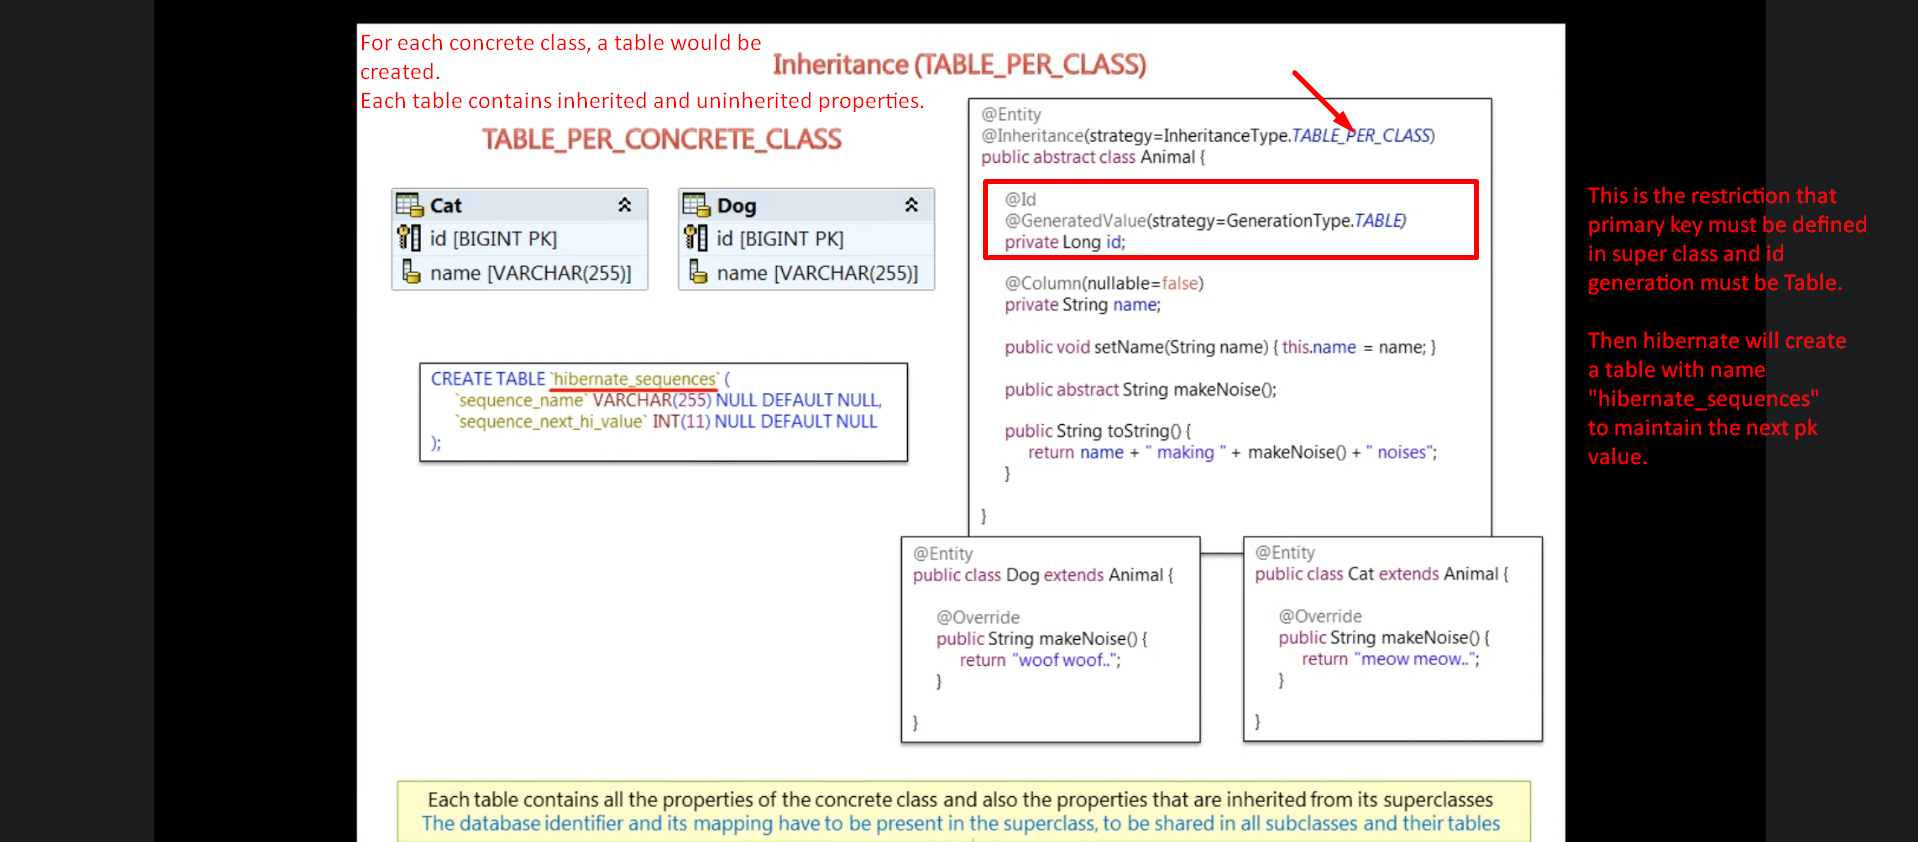 For each concrete class, a table would be
created.
Each table contains inherited and uninherited properties.
Inheritance (TABLE_PER_CLASS)
TABLE_PER_CONCRETE_CLASS
Cat
id [BIGINT PK]
name [VARCHAR(255)]
Dog
id [BIGINT PK]
name [VARCHAR(255)]
CREATE TABLE `hibernate_sequences` (
`sequence_name` VARCHAR(255) NULL DEFAULT NULL,
`sequence_next_hi_value` INT(11) NULL DEFAULT NULL
);
@Entity
@Inheritance(strategy=InheritanceType.TABLE_PER_CLASS)
public abstract class Animal {
@Id
@GeneratedValue(strategy=GenerationType.TABLE)
private Long id;
@Column(nullable=false)
private String name;
public void setName(String name) { this.name = name; }
public abstract String makeNoise();
public String toString() {
return name + " making " + makeNoise() + " noises";
}
}
@Entity
public class Dog extends Animal {
@Override
public String makeNoise() {
return "woof woof..";
}
}
@Entity
public class Cat extends Animal {
@Override
public String makeNoise() {
return "meow meow..";
}
}
This is the restriction that
primary key must be defined
in super class and id
generation must be Table.
Then hibernate will create
a table with name
"hibernate_sequences"
to maintain the next pk
value.
Each table contains all the properties of the concrete class and also the properties that are inherited from its superclasses
The database identifier and its mapping have to be present in the superclass, to be shared in all subclasses and their tables